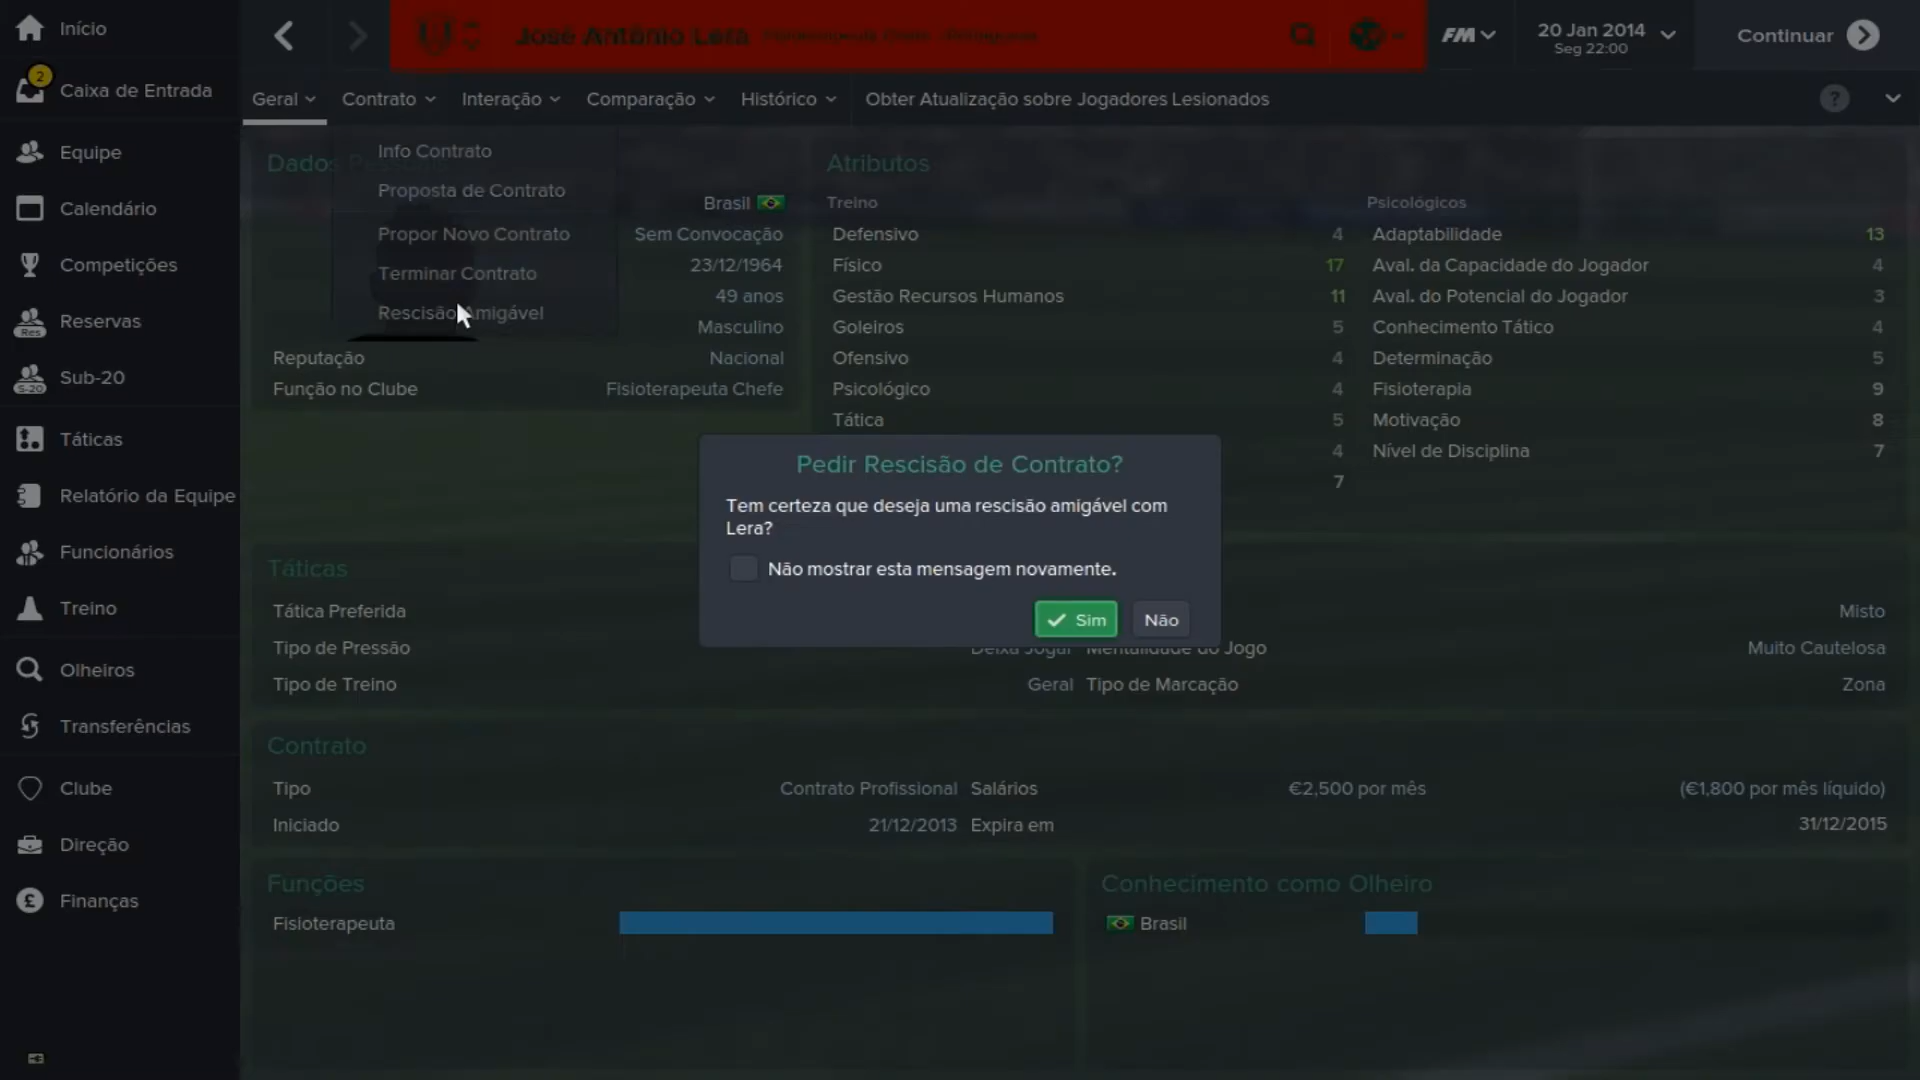 Início
José Antônio Lera
FM
20 Jan 2014
Seg 22:00
Continuar
2
Caixa de Entrada
Geral
Contrato
Interação
Comparação
Histórico
Obter Atualização sobre Jogadores Lesionados
?
Equipe
Calendário
Competições
Res
Reservas
S-20
Sub-20
Táticas
Relatório da Equipe
Funcionários
Treino
Olheiros
Transferências
Clube
Direção
£
Finanças
Info Contrato
Proposta de Contrato
Propor Novo Contrato
Terminar Contrato
Rescisão Amigável
Dados Pessoais
Brasil
Sem Convocação
23/12/1964
49 anos
Masculino
Reputação Nacional
Função no Clube Fisioterapeuta Chefe
Atributos
Treino
Defensivo 4
Físico 17
Gestão Recursos Humanos 11
Goleiros 5
Ofensivo 4
Psicológico 4
Tática 5
4
7
Psicológicos
Adaptabilidade 13
Aval. da Capacidade do Jogador 4
Aval. do Potencial do Jogador 3
Conhecimento Tático 4
Determinação 5
Fisioterapia 9
Motivação 8
Nível de Disciplina 7
Pedir Rescisão de Contrato?
Tem certeza que deseja uma rescisão amigável com
Lera?
Não mostrar esta mensagem novamente.
Sim
Não
Táticas
Tática Preferida
Misto
Tipo de Pressão Deixa Jogar Mentalidade do Jogo Muito Cautelosa
Tipo de Treino Geral Tipo de Marcação Zona
Contrato
Tipo Contrato Profissional Salários €2,500 por mês (€1,800 por mês líquido)
Iniciado 21/12/2013 Expira em 31/12/2015
Funções
Fisioterapeuta
Conhecimento como Olheiro
Brasil